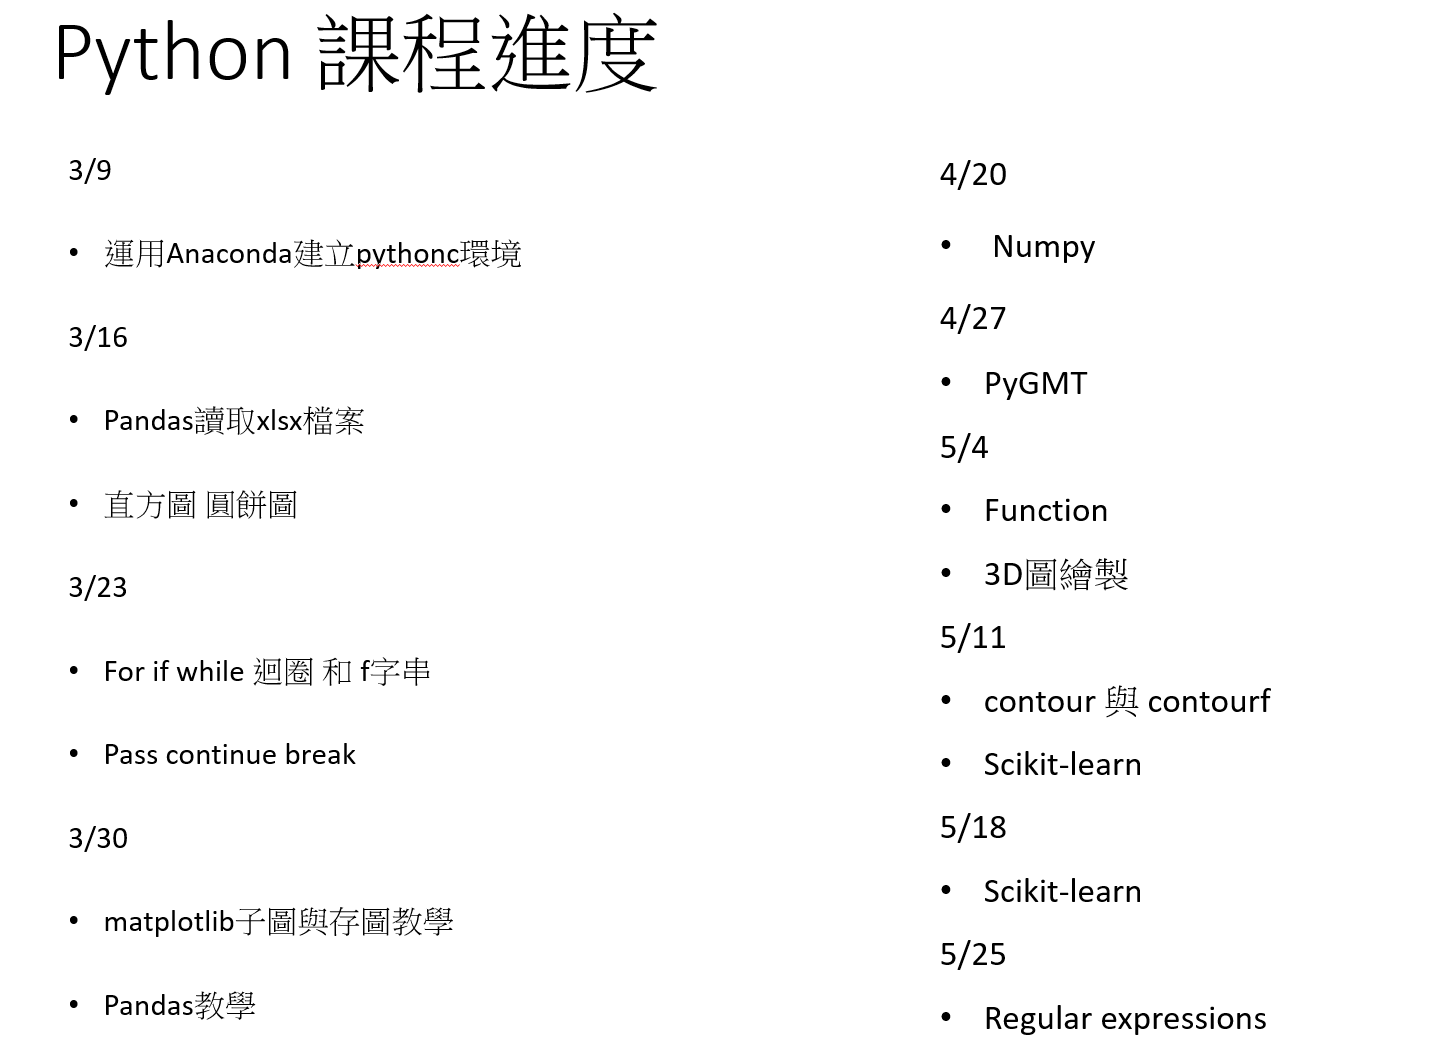 Python 課程進度
3/9
• 運用Anaconda建立pythonc環境
3/16
• Pandas讀取xlsx檔案
• 直方圖 圓餅圖
3/23
• For if while 迴圈 和 f字串
• Pass continue break
3/30
• matplotlib子圖與存圖教學
• Pandas教學
4/20
• Numpy
4/27
• PyGMT
5/4
• Function
• 3D圖繪製
5/11
• contour 與 contourf
• Scikit-learn
5/18
• Scikit-learn
5/25
• Regular expressions